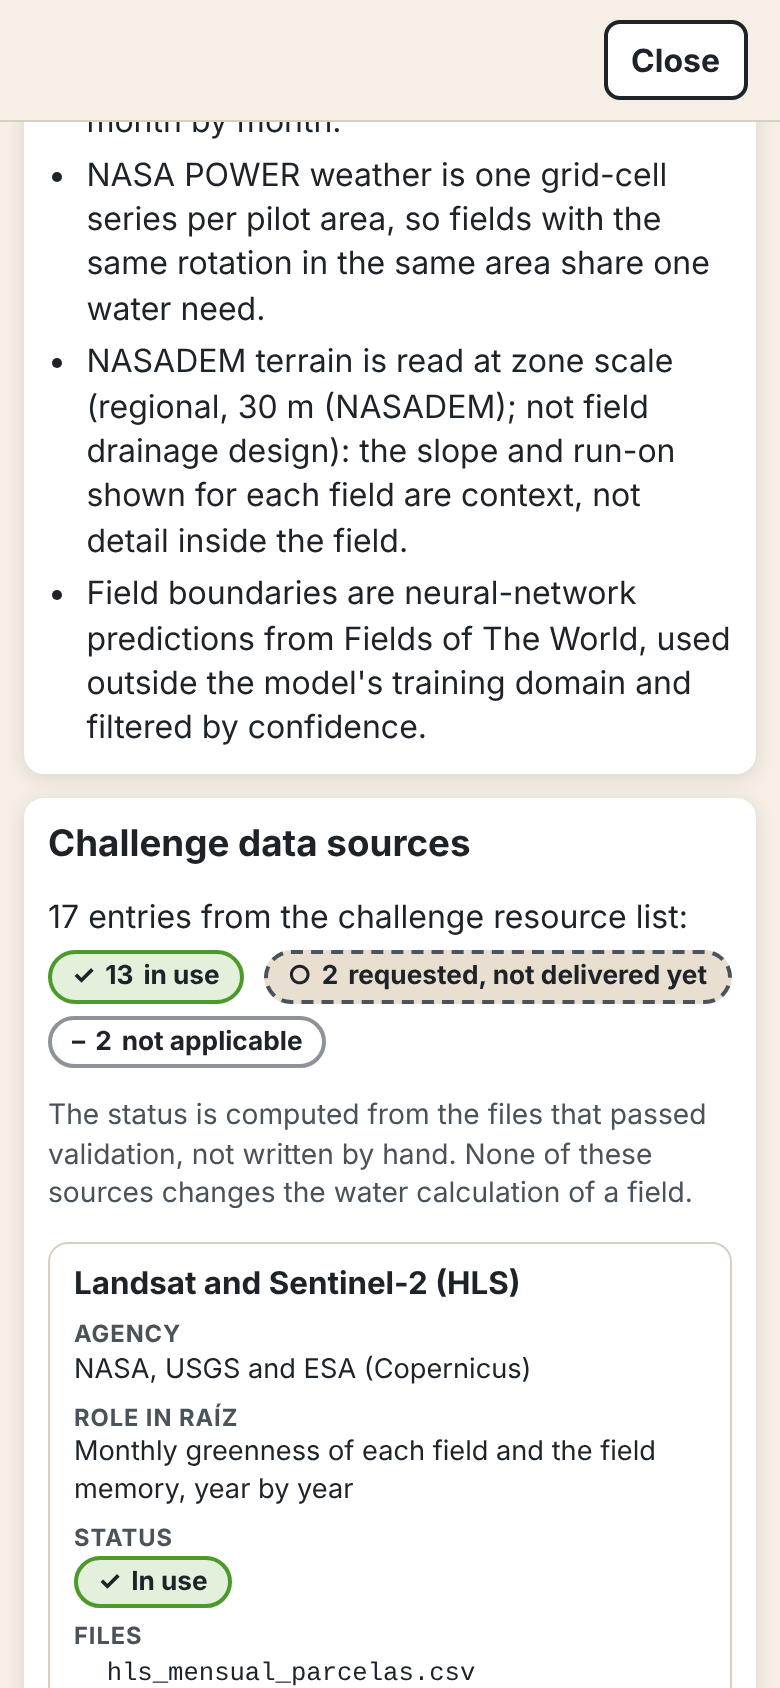 Close
month by month.
• NASA POWER weather is one grid-cell
series per pilot area, so fields with the
same rotation in the same area share one
water need.
• NASADEM terrain is read at zone scale
(regional, 30 m (NASADEM); not field
drainage design): the slope and run-on
shown for each field are context, not
detail inside the field.
• Field boundaries are neural-network
predictions from Fields of The World, used
outside the model's training domain and
filtered by confidence.
Challenge data sources
17 entries from the challenge resource list:
✓ 13 in use
○ 2 requested, not delivered yet
– 2 not applicable
The status is computed from the files that passed
validation, not written by hand. None of these
sources changes the water calculation of a field.
Landsat and Sentinel-2 (HLS)
AGENCY
NASA, USGS and ESA (Copernicus)
ROLE IN RAÍZ
Monthly greenness of each field and the field
memory, year by year
STATUS
✓ In use
FILES
hls_mensual_parcelas.csv